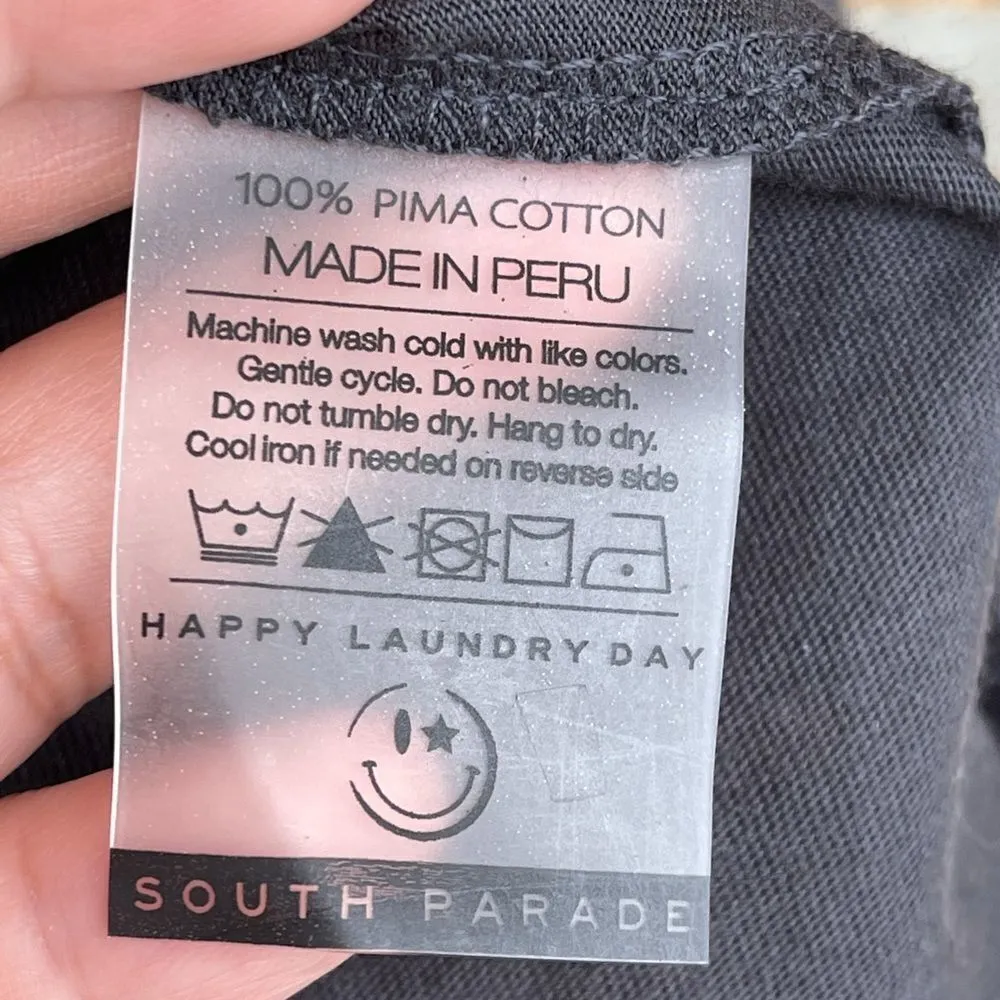 100% PIMA COTTON
MADE IN PERU
Machine wash cold with like colors.
Gentle cycle. Do not bleach.
Do not tumble dry. Hang to dry.
Cool iron if needed on reverse side
HAPPY LAUNDRY DAY
SOUTH PARADE